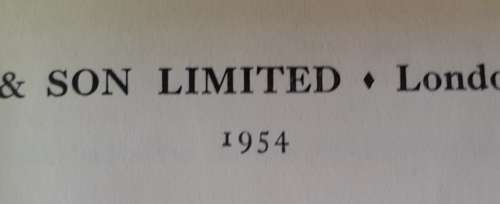 & SON LIMITED ♦ Londo
1954